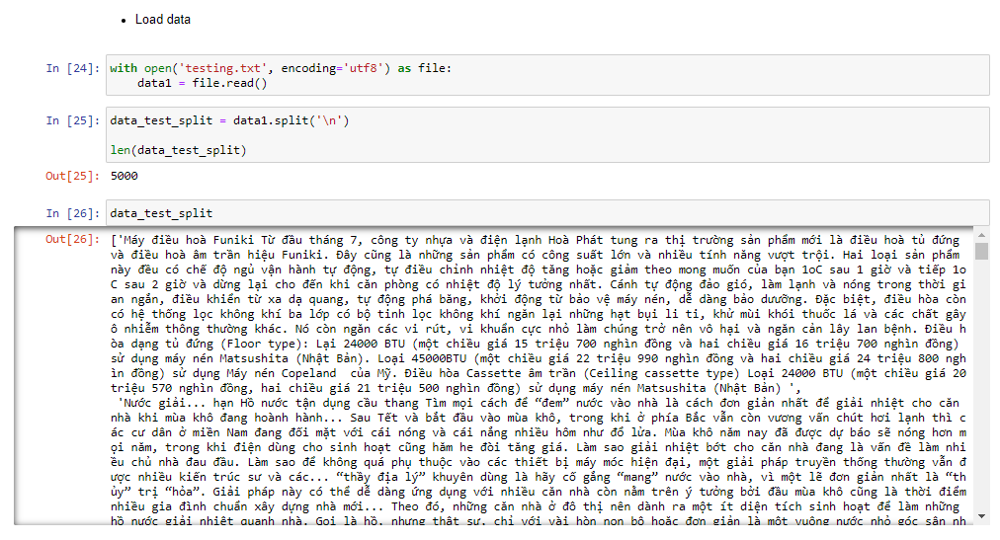 Load data
In [24]: with open('testing.txt', encoding='utf8') as file:
data1 = file.read()
In [25]: data_test_split = data1.split('\n')
len(data_test_split)
Out[25]: 5000
In [26]: data_test_split
Out[26]: ['Máy điều hoà Funiki Từ đầu tháng 7, công ty nhựa và điện lạnh Hoà Phát tung ra thị trường sản phẩm mới là điều hoà tủ đứng
và điều hoà âm trần hiệu Funiki. Đây cũng là những sản phẩm có công suất lớn và nhiều tính năng vượt trội. Hai loại sản phẩm
này đều có chế độ ngủ vận hành tự động, tự điều chỉnh nhiệt độ tăng hoặc giảm theo mong muốn của bạn 1oC sau 1 giờ và tiếp 1o
C sau 2 giờ và dừng lại cho đến khi căn phòng có nhiệt độ lý tưởng nhất. Cánh tự động đảo gió, làm lạnh và nóng trong thời gi
an ngắn, điều khiển từ xa dạ quang, tự động phá băng, khởi động từ bảo vệ máy nén, dễ dàng bảo dưỡng. Đặc biệt, điều hòa còn
có hệ thống lọc không khí ba lớp có bộ tinh lọc không khí ngăn lại những hạt bụi li ti, khử mùi khói thuốc lá và các chất gây
ô nhiễm thông thường khác. Nó còn ngăn các vi rút, vi khuẩn cực nhỏ làm chúng trở nên vô hại và ngăn cản lây lan bệnh. Điều h
òa dạng tủ đứng (Floor type): Lại 24000 BTU (một chiều giá 15 triệu 700 nghìn đồng và hai chiều giá 16 triệu 700 nghìn đồng)
sử dụng máy nén Matsushita (Nhật Bản). Loại 45000BTU (một chiều giá 22 triệu 990 nghìn đồng và hai chiều giá 24 triệu 800 ngh
ìn đồng) sử dụng Máy nén Copeland  của Mỹ. Điều hòa Cassette âm trần (Ceiling cassette type) Loại 24000 BTU (một chiều giá 20
triệu 570 nghìn đồng, hai chiều giá 21 triệu 500 nghìn đồng) sử dụng máy nén Matsushita (Nhật Bản) ',
'Nước giải... hạn Hồ nước tận dụng cầu thang Tìm mọi cách để “đem” nước vào nhà là cách đơn giản nhất để giải nhiệt cho căn
nhà khi mùa khô đang hoành hành... Sau Tết và bắt đầu vào mùa khô, trong khi ở phía Bắc vẫn còn vương vấn chút hơi lạnh thì c
ác cư dân ở miền Nam đang đối mặt với cái nóng và cái nắng nhiều hôm như đổ lửa. Mùa khô năm nay đã được dự báo sẽ nóng hơn m
ọi năm, trong khi điện dùng cho sinh hoạt cũng hăm he đòi tăng giá. Làm sao giải nhiệt bớt cho căn nhà đang là vấn đề làm nhi
ều chủ nhà đau đầu. Làm sao để không quá phụ thuộc vào các thiết bị máy móc hiện đại, một giải pháp truyền thống thường vẫn đ
ược nhiều kiến trúc sư và các... “thầy địa lý” khuyên dùng là hãy cố gắng “mang” nước vào nhà, vì một lẽ đơn giản nhất là “th
ủy” trị “hỏa”. Giải pháp này có thể dễ dàng ứng dụng với nhiều căn nhà còn nằm trên ý tưởng bởi đầu mùa khô cũng là thời điểm
nhiều gia đình chuẩn xây dựng nhà mới... Theo đó, những căn nhà ở đô thị nên dành ra một ít diện tích sinh hoạt để làm những
hồ nước giải nhiệt quanh nhà. Gọi là hồ, nhưng thật sự, chỉ với vài hòn non bộ hoặc đơn giản là một vuông nước nhỏ góc sân nh